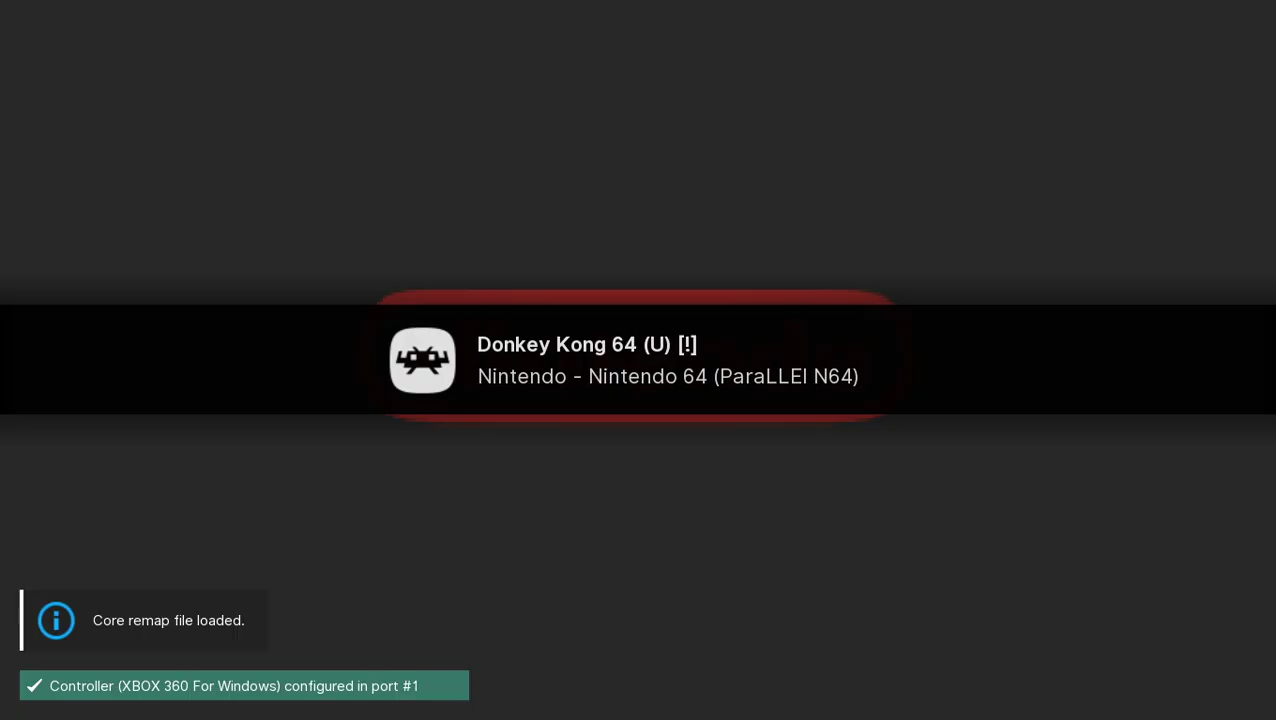 Donkey Kong 64 (U) [!]
Nintendo - Nintendo 64 (ParaLLEl N64)
Core remap file loaded.
Controller (XBOX 360 For Windows) configured in port #1